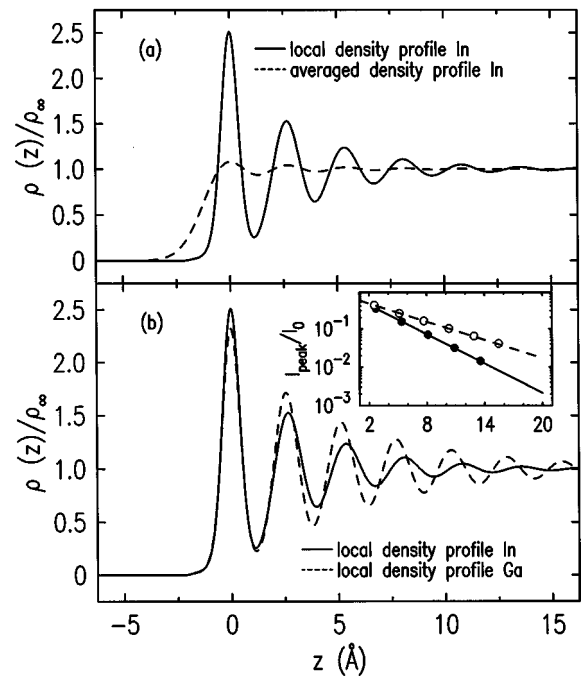 2.5
2.0
1.5
1.0
0.5
0
ρ (z)/ρ∞
(a)
local density profile In
averaged density profile In
2.5
2.0
1.5
1.0
0.5
0
ρ (z)/ρ∞
(b)
I peak/I 0
10⁻¹
10⁻²
10⁻³
2 8 14 20
local density profile In
local density profile Ga
−5 0 5 10 15
z (Å)